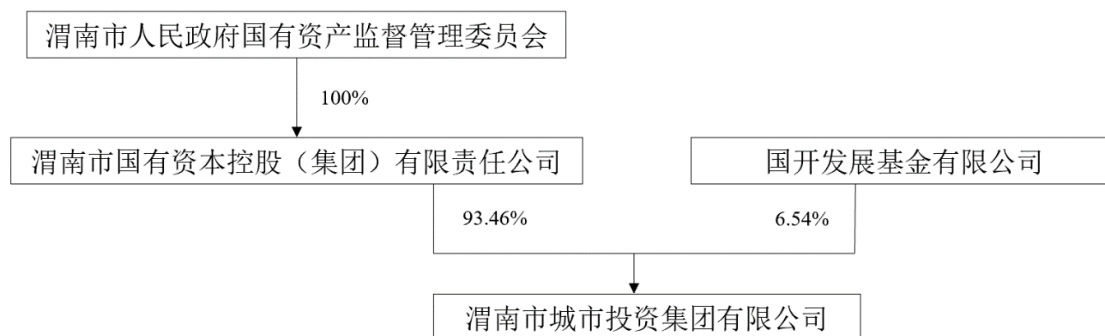 渭南市人民政府国有资产监督管理委员会
100%
渭南市国有资本控股（集团）有限责任公司
国开发展基金有限公司
93.46%
6.54%
渭南市城市投资集团有限公司